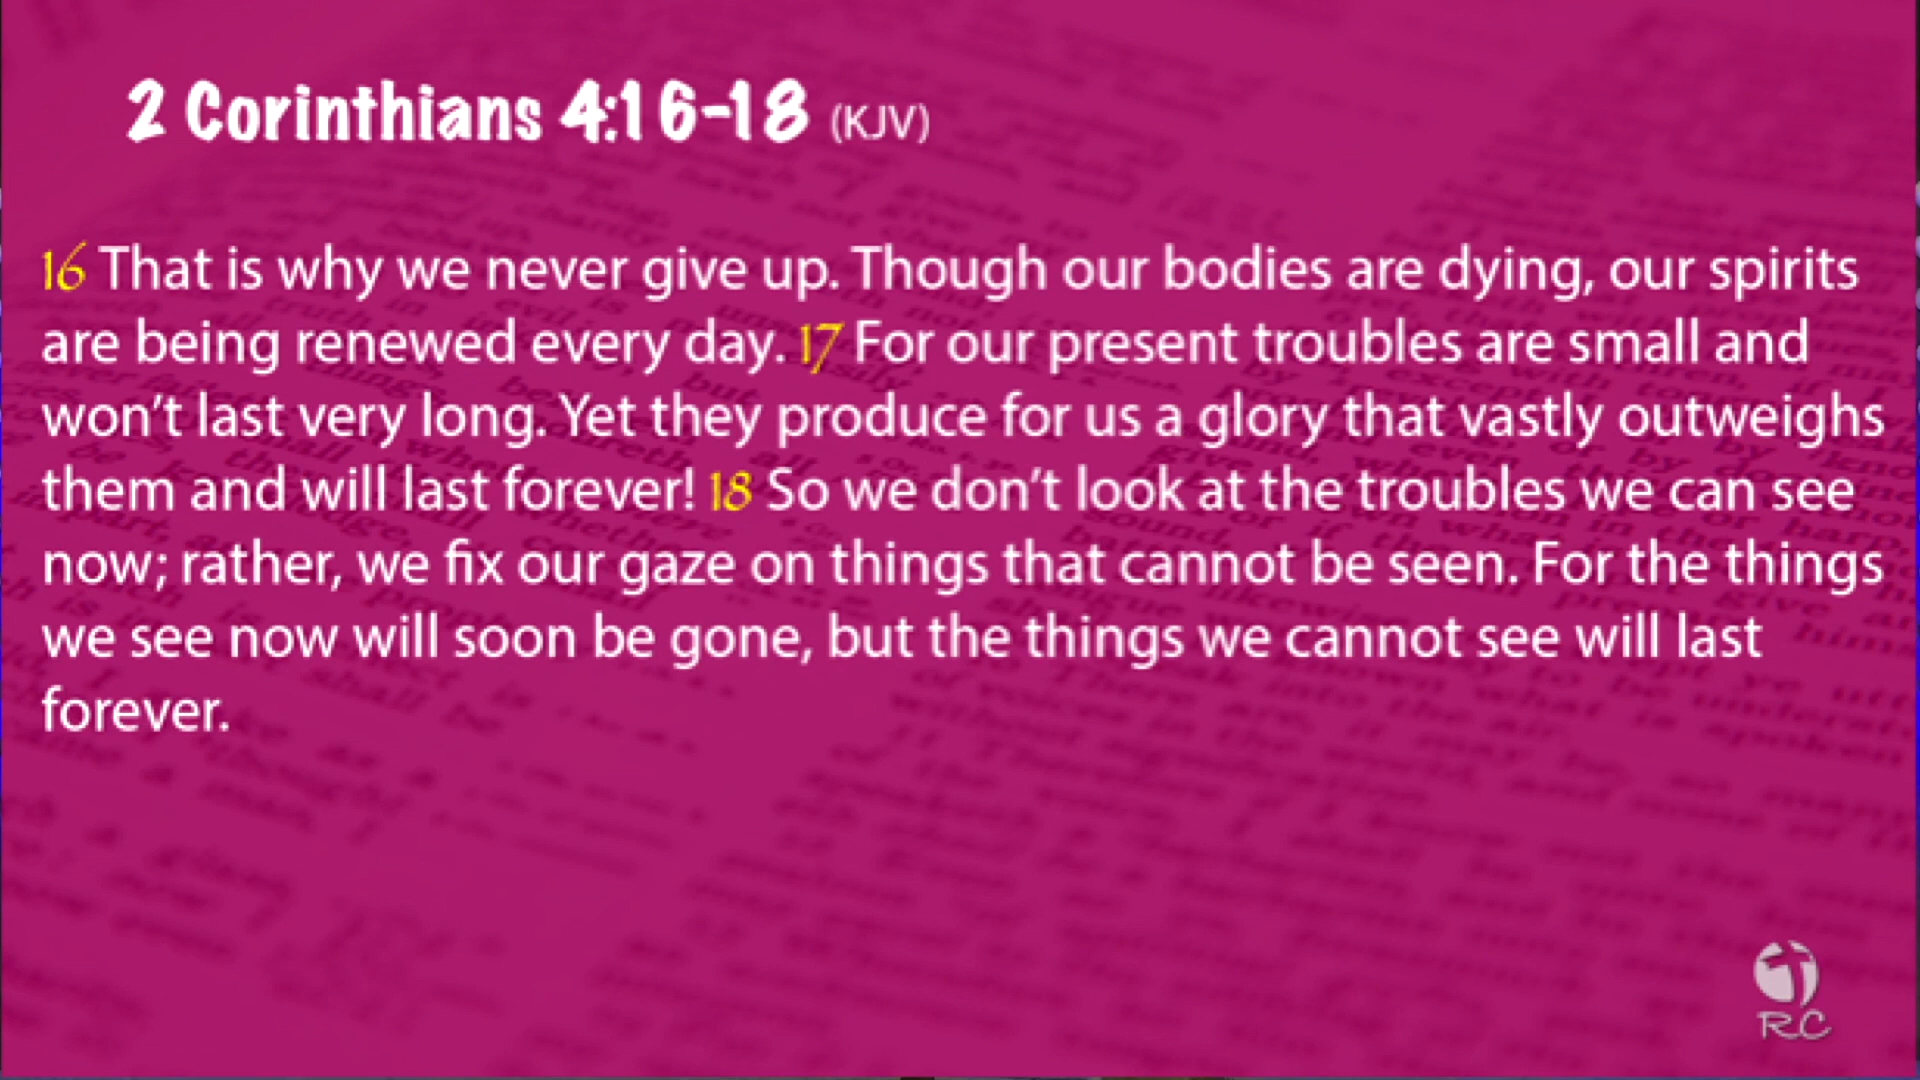 2 Corinthians 4:16-18 (KJV)
16 That is why we never give up. Though our bodies are dying, our spirits
are being renewed every day. 17 For our present troubles are small and
won’t last very long. Yet they produce for us a glory that vastly outweighs
them and will last forever! 18 So we don’t look at the troubles we can see
now; rather, we fix our gaze on things that cannot be seen. For the things
we see now will soon be gone, but the things we cannot see will last
forever.
RC